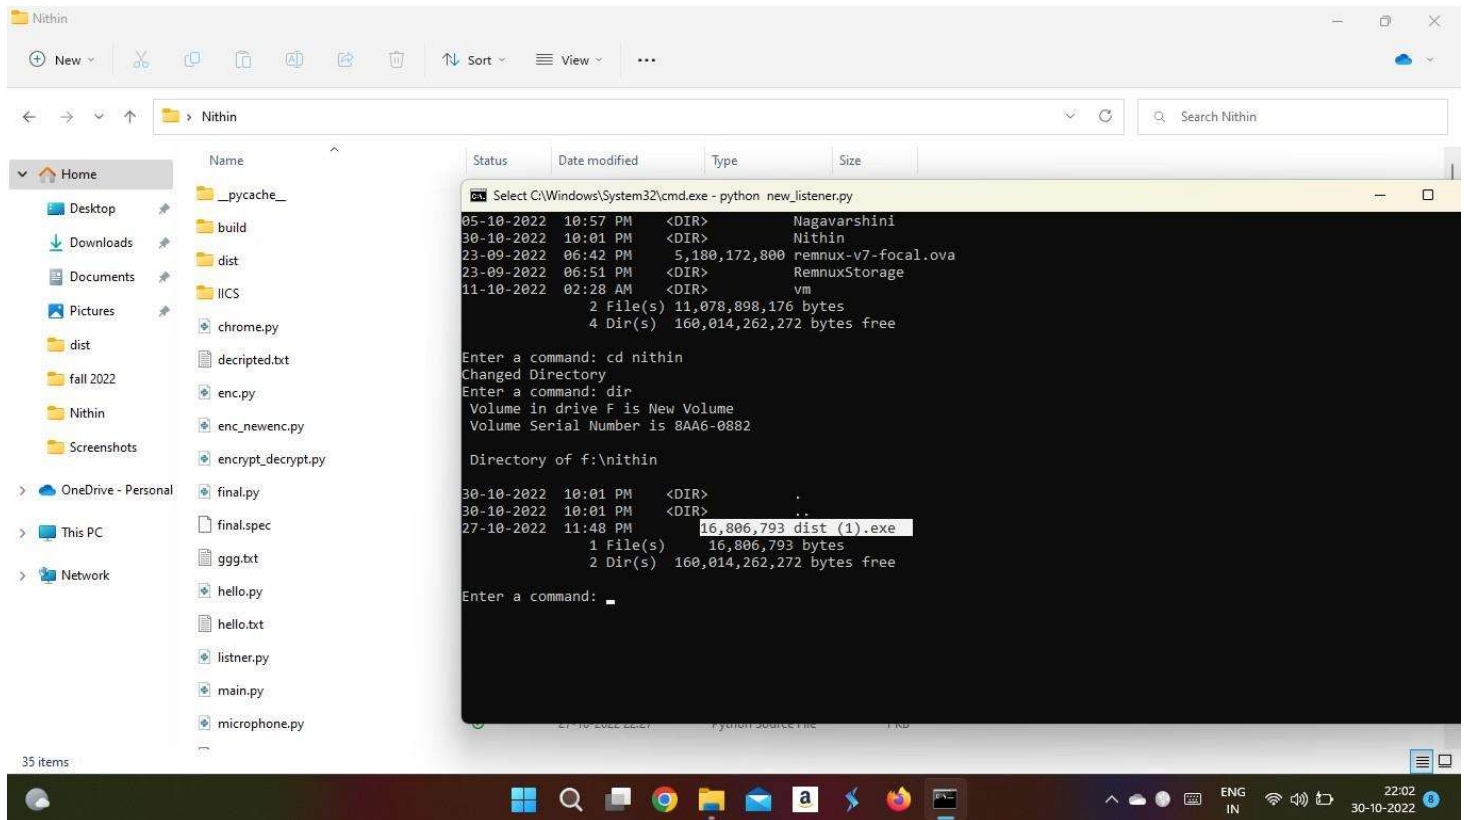 Nithin
New
Sort
View
Nithin
Search Nithin
Name Status Date modified Type Size
Home
Desktop
Downloads
Documents
Pictures
dist
fall 2022
Nithin
Screenshots
OneDrive - Personal
This PC
Network
__pycache__
build
dist
IICS
chrome.py
decripted.txt
enc.py
enc_newenc.py
encrypt_decrypt.py
final.py
final.spec
ggg.txt
hello.py
hello.txt
listner.py
main.py
microphone.py
Select C:\Windows\System32\cmd.exe - python new_listener.py
05-10-2022 10:57 PM <DIR> Nagavarshini
30-10-2022 10:01 PM <DIR> Nithin
23-09-2022 06:42 PM 5,180,172,800 remnux-v7-focal.ova
23-09-2022 06:51 PM <DIR> RemnuxStorage
11-10-2022 02:28 AM <DIR> vm
2 File(s) 11,078,898,176 bytes
4 Dir(s) 160,014,262,272 bytes free
Enter a command: cd nithin
Changed Directory
Enter a command: dir
Volume in drive F is New Volume
Volume Serial Number is 8AA6-0882
Directory of f:\nithin
30-10-2022 10:01 PM <DIR> .
30-10-2022 10:01 PM <DIR> ..
27-10-2022 11:48 PM 16,806,793 dist (1).exe
1 File(s) 16,806,793 bytes
2 Dir(s) 160,014,262,272 bytes free
Enter a command:
35 items
a
ENG
IN
22:02
30-10-2022
8